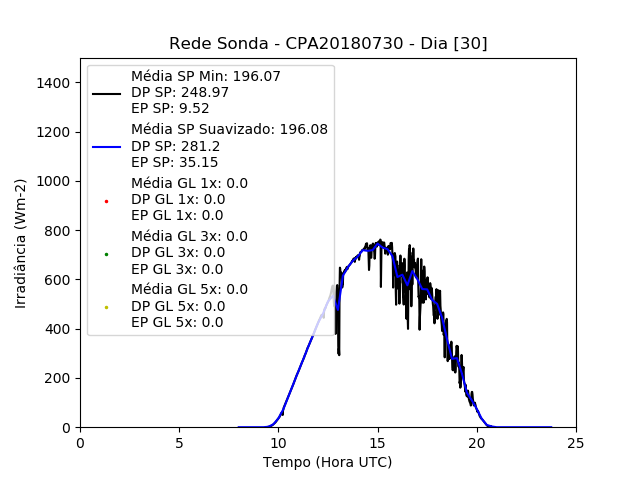 Rede Sonda - CPA20180730 - Dia [30]
Irradiância (Wm-2)
1400
1200
1000
800
600
400
200
0
Média SP Min: 196.07
DP SP: 248.97
EP SP: 9.52
Média SP Suavizado: 196.08
DP SP: 281.2
EP SP: 35.15
Média GL 1x: 0.0
DP GL 1x: 0.0
EP GL 1x: 0.0
Média GL 3x: 0.0
DP GL 3x: 0.0
EP GL 3x: 0.0
Média GL 5x: 0.0
DP GL 5x: 0.0
EP GL 5x: 0.0
0 5 10 15 20 25
Tempo (Hora UTC)